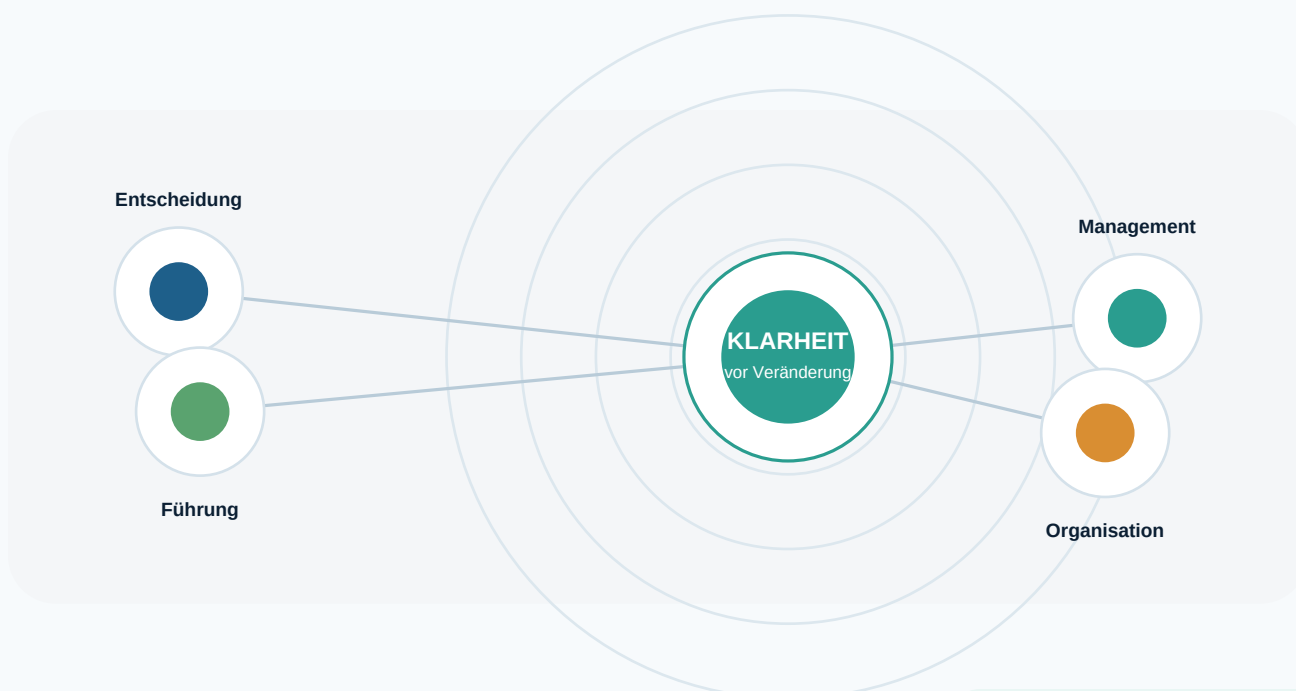 Entscheidung
Management
KLARHEIT
vor Veränderung
Führung
Organisation